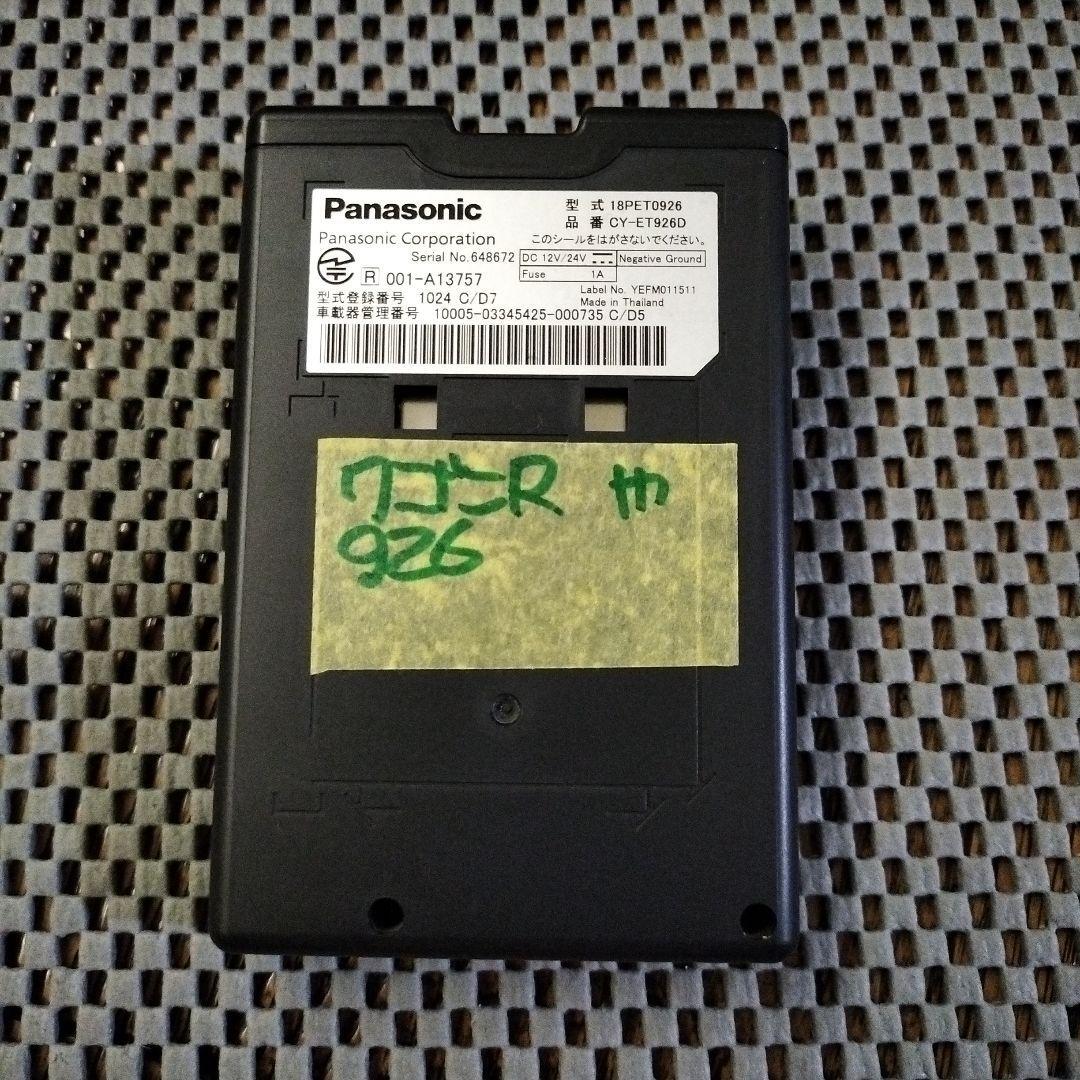 Panasonic
型 式 18PET0926
品 番 CY-ET926D
Panasonic Corporation
このシールをはがさないでください。
Serial No.648672
DC 12V/24V
Negative Ground
Fuse 1A
R 001-A13757
Label No. YEFM011511
Made in Thailand
型式登録番号 1024 C/D7
車載器管理番号 10005-03345425-000735 C/D5
ワゴンR
926